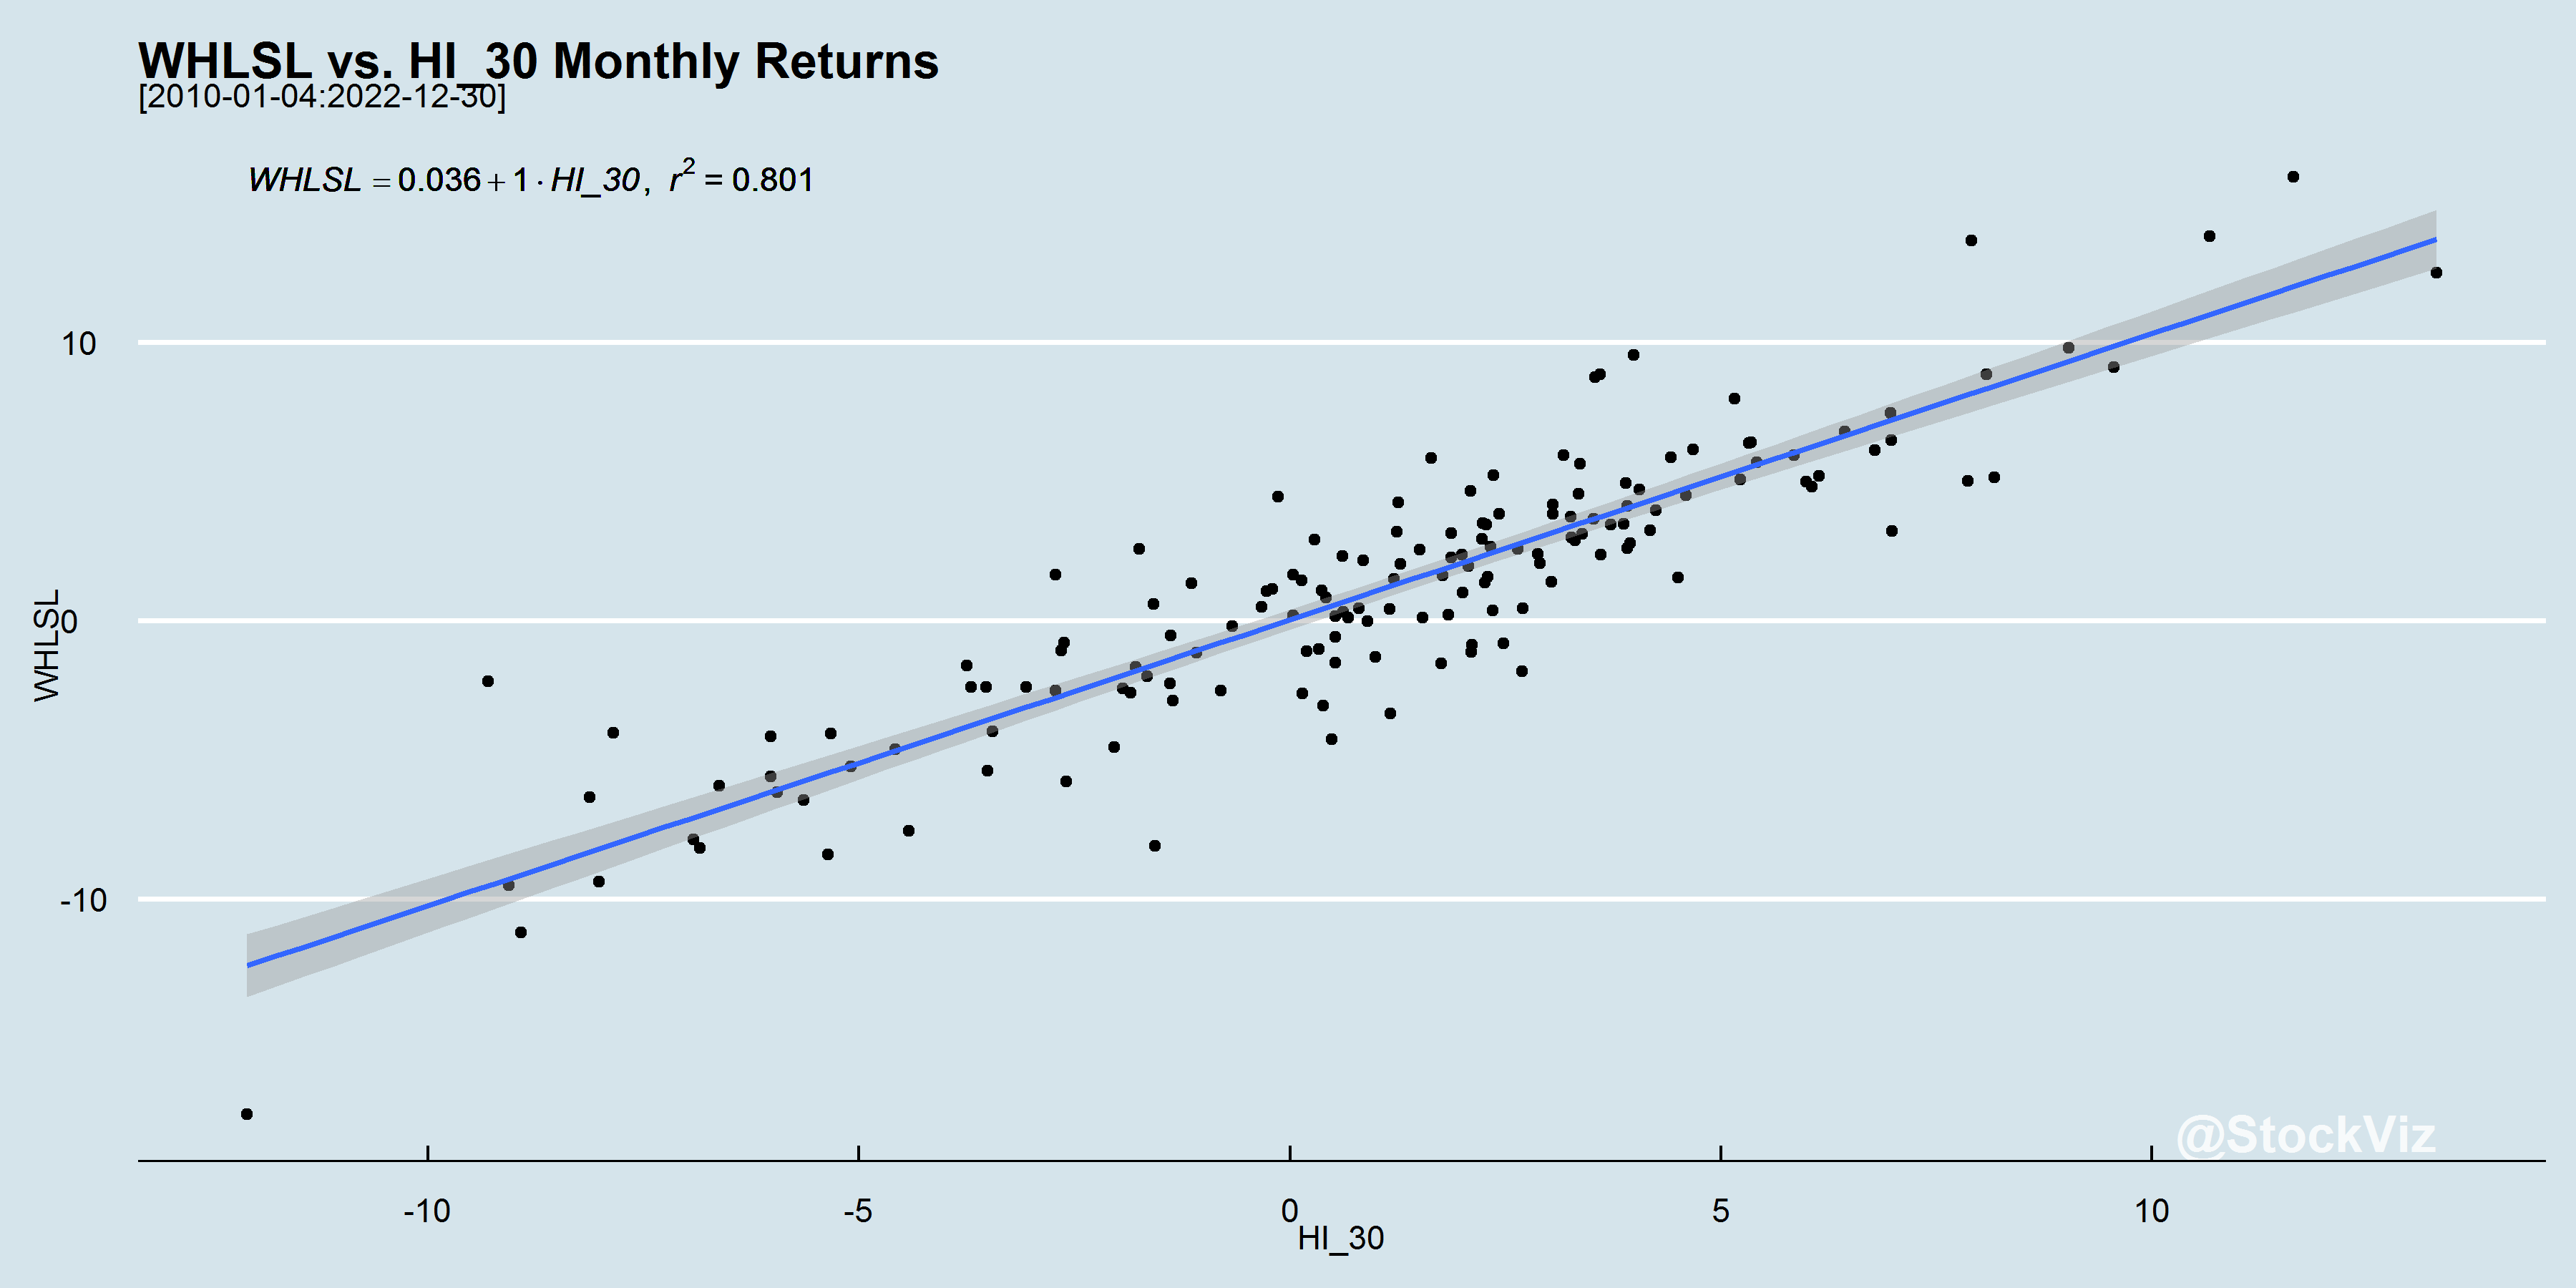 WHLSL vs. HI_30 Monthly Returns
[2010-01-04:2022-12-30]
WHLSL = 0.036 + 1 · HI_30, r² = 0.801
10
0
-10
WHLSL
@StockViz
-10 -5 0 5 10
HI_30